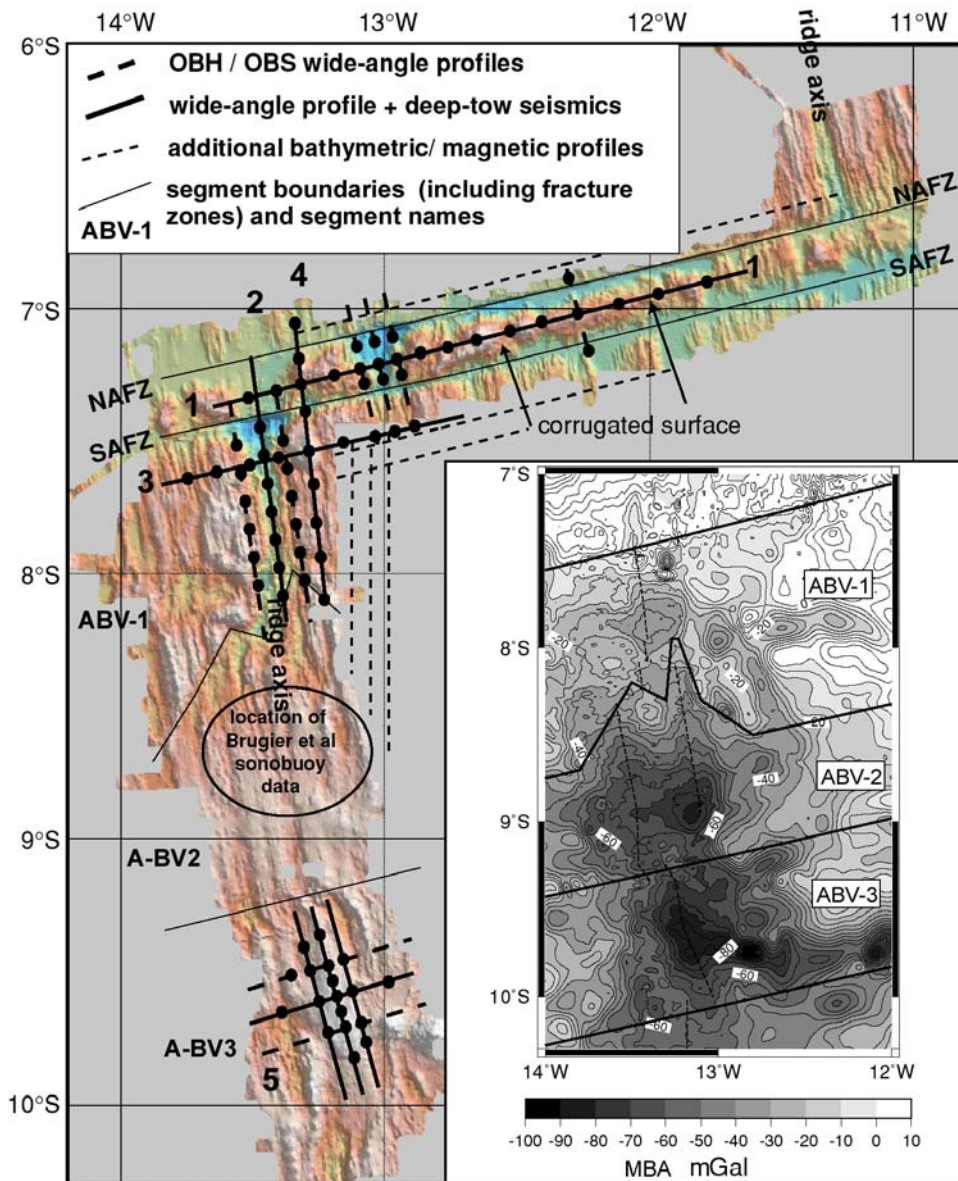 14°W 13°W 12°W 11°W
6°S
OBH / OBS wide-angle profiles
wide-angle profile + deep-tow seismics
additional bathymetric/ magnetic profiles
segment boundaries (including fracture
zones) and segment names
ABV-1
ridge axis
NAFZ
SAFZ
4
2
1
7°S
NAFZ
1
SAFZ
corrugated surface
3
8°S
ABV-1
ridge axis
location of
Brugier et al
sonobuoy
data
9°S
A-BV2
A-BV3
5
10°S
7°S
ABV-1
-20
-20
8°S
-20
20
-40
-40
ABV-2
9°S
-60
-60
ABV-3
-80
-60
10°S
-60
14°W 13°W 12°W
-100 -90 -80 -70 -60 -50 -40 -30 -20 -10 0 10
MBA mGal